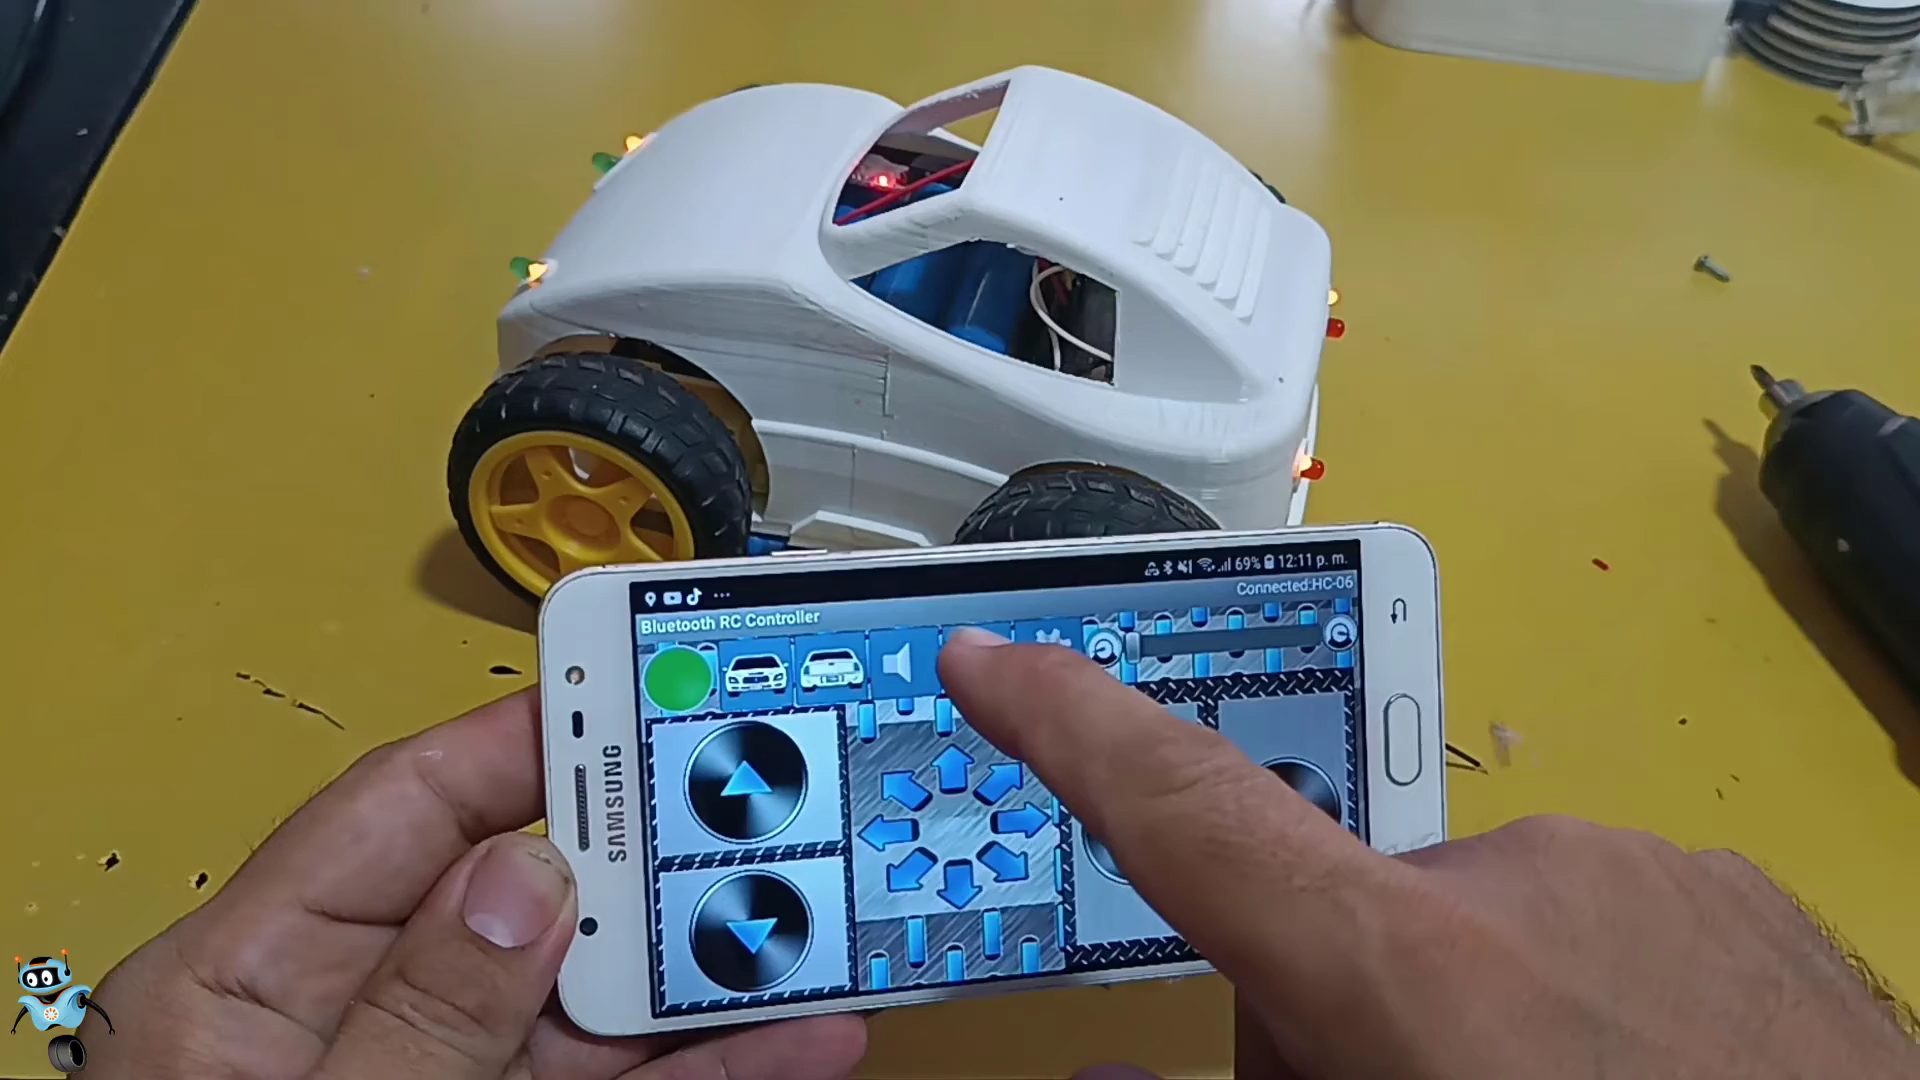 69% 12:11 p. m.
Connected:HC-06
Bluetooth RC Controller
SAMSUNG